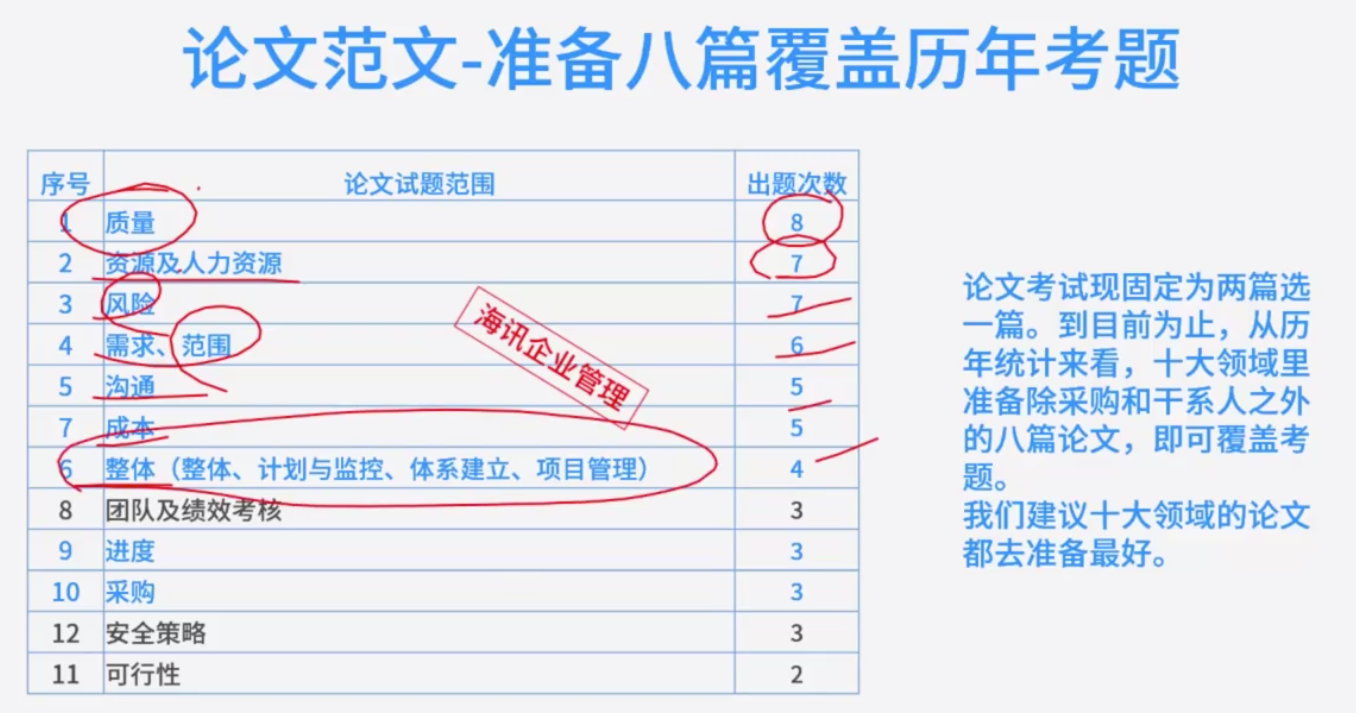 论文范文-准备八篇覆盖历年考题
序号 论文试题范围 出题次数
1 质量 8
2 资源及人力资源 7
3 风险 7
4 需求、范围 6
5 沟通 5
7 成本 5
6 整体（整体、计划与监控、体系建立、项目管理） 4
8 团队及绩效考核 3
9 进度 3
10 采购 3
12 安全策略 3
11 可行性 2
海讯企业管理
论文考试现固定为两篇选
一篇。到目前为止，从历
年统计来看，十大领域里
准备除采购和干系人之外
的八篇论文，即可覆盖考
题。
我们建议十大领域的论文
都去准备最好。